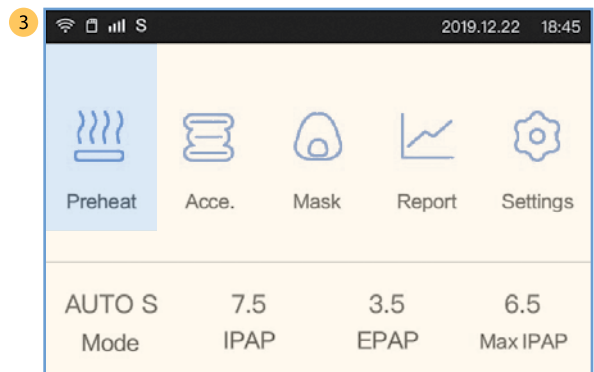 3
S 2019.12.22 18:45
Preheat Acce. Mask Report Settings
AUTO S 7.5 3.5 6.5
Mode IPAP EPAP Max IPAP